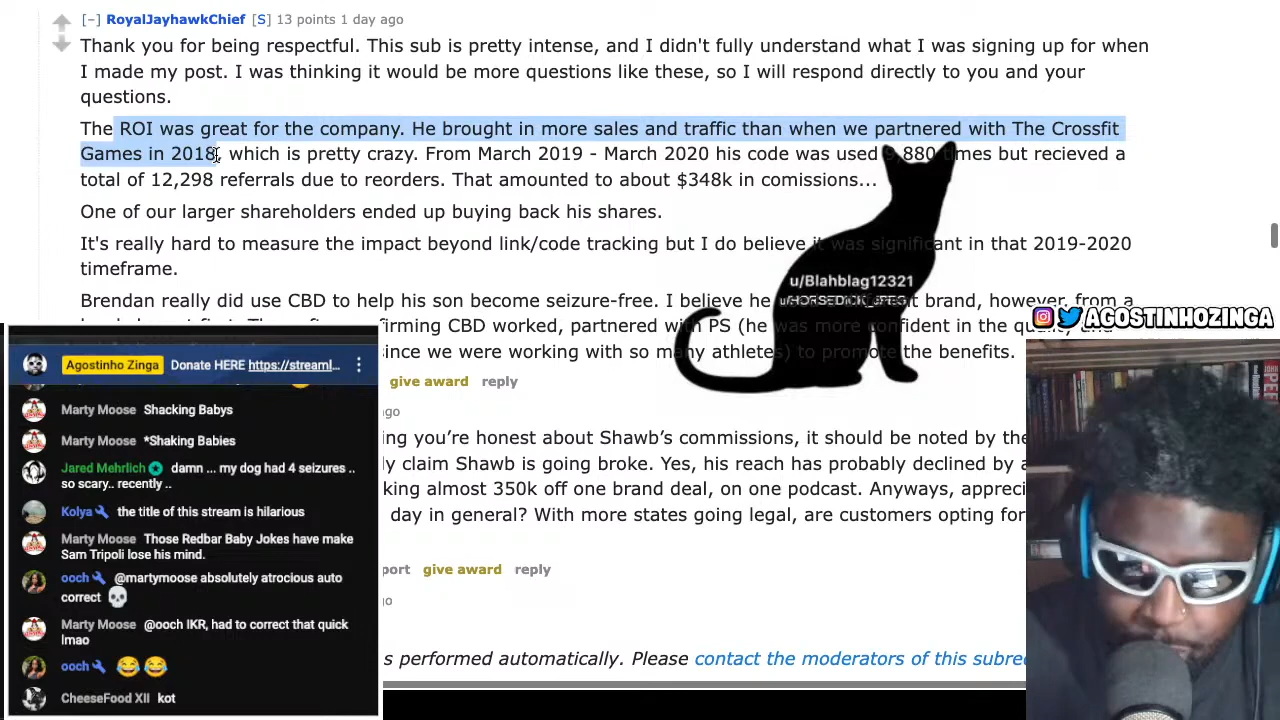 [–] RoyalJayhawkChief [S] 13 points 1 day ago
Thank you for being respectful. This sub is pretty intense, and I didn't fully understand what I was signing up for when
I made my post. I was thinking it would be more questions like these, so I will respond directly to you and your
questions.
The ROI was great for the company. He brought in more sales and traffic than when we partnered with The Crossfit
Games in 2018, which is pretty crazy. From March 2019 - March 2020 his code was used 9,880 times but recieved a
total of 12,298 referrals due to reorders. That amounted to about $348k in comissions...
One of our larger shareholders ended up buying back his shares.
It's really hard to measure the impact beyond link/code tracking but I do believe it was significant in that 2019-2020
timeframe.
u/Blahblag12321
Brendan really did use CBD to help his son become seizure-free. I believe he brand, however, from a
firming CBD worked, partnered with PS (he was more confident in the
since we were working with so many athletes) to promote the benefits.
give award reply
ago
ing you're honest about Shawb's commissions, it should be noted by the
ly claim Shawb is going broke. Yes, his reach has probably declined by a
king almost 350k off one brand deal, on one podcast. Anyways,
day in general? With more states going legal, are customers opting for
port give award reply
go
s performed automatically. Please contact the moderators of this
AGOSTINHOZINGA
Agostinho Zinga Donate HERE https://streaml...
Marty Moose Shacking Babys
Marty Moose *Shaking Babies
Jared Mehrlich damn ... my dog had 4 seizures ..
so scary.. recently ..
Kolya the title of this stream is hilarious
Marty Moose Those Redbar Baby Jokes have make
Sam Tripoli lose his mind.
ooch @martymoose absolutely atrocious auto
correct 💀
Marty Moose @ooch IKR, had to correct that quick
lmao
ooch 😂😂
CheeseFood XII kot